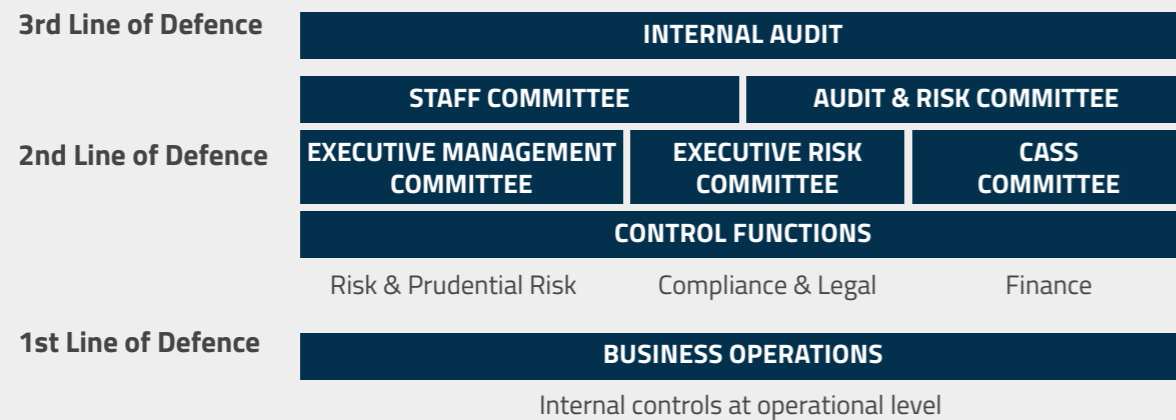 3rd Line of Defence
INTERNAL AUDIT
STAFF COMMITTEE
AUDIT & RISK COMMITTEE
2nd Line of Defence
EXECUTIVE MANAGEMENT
COMMITTEE
EXECUTIVE RISK
COMMITTEE
CASS
COMMITTEE
CONTROL FUNCTIONS
Risk & Prudential Risk
Compliance & Legal
Finance
1st Line of Defence
BUSINESS OPERATIONS
Internal controls at operational level